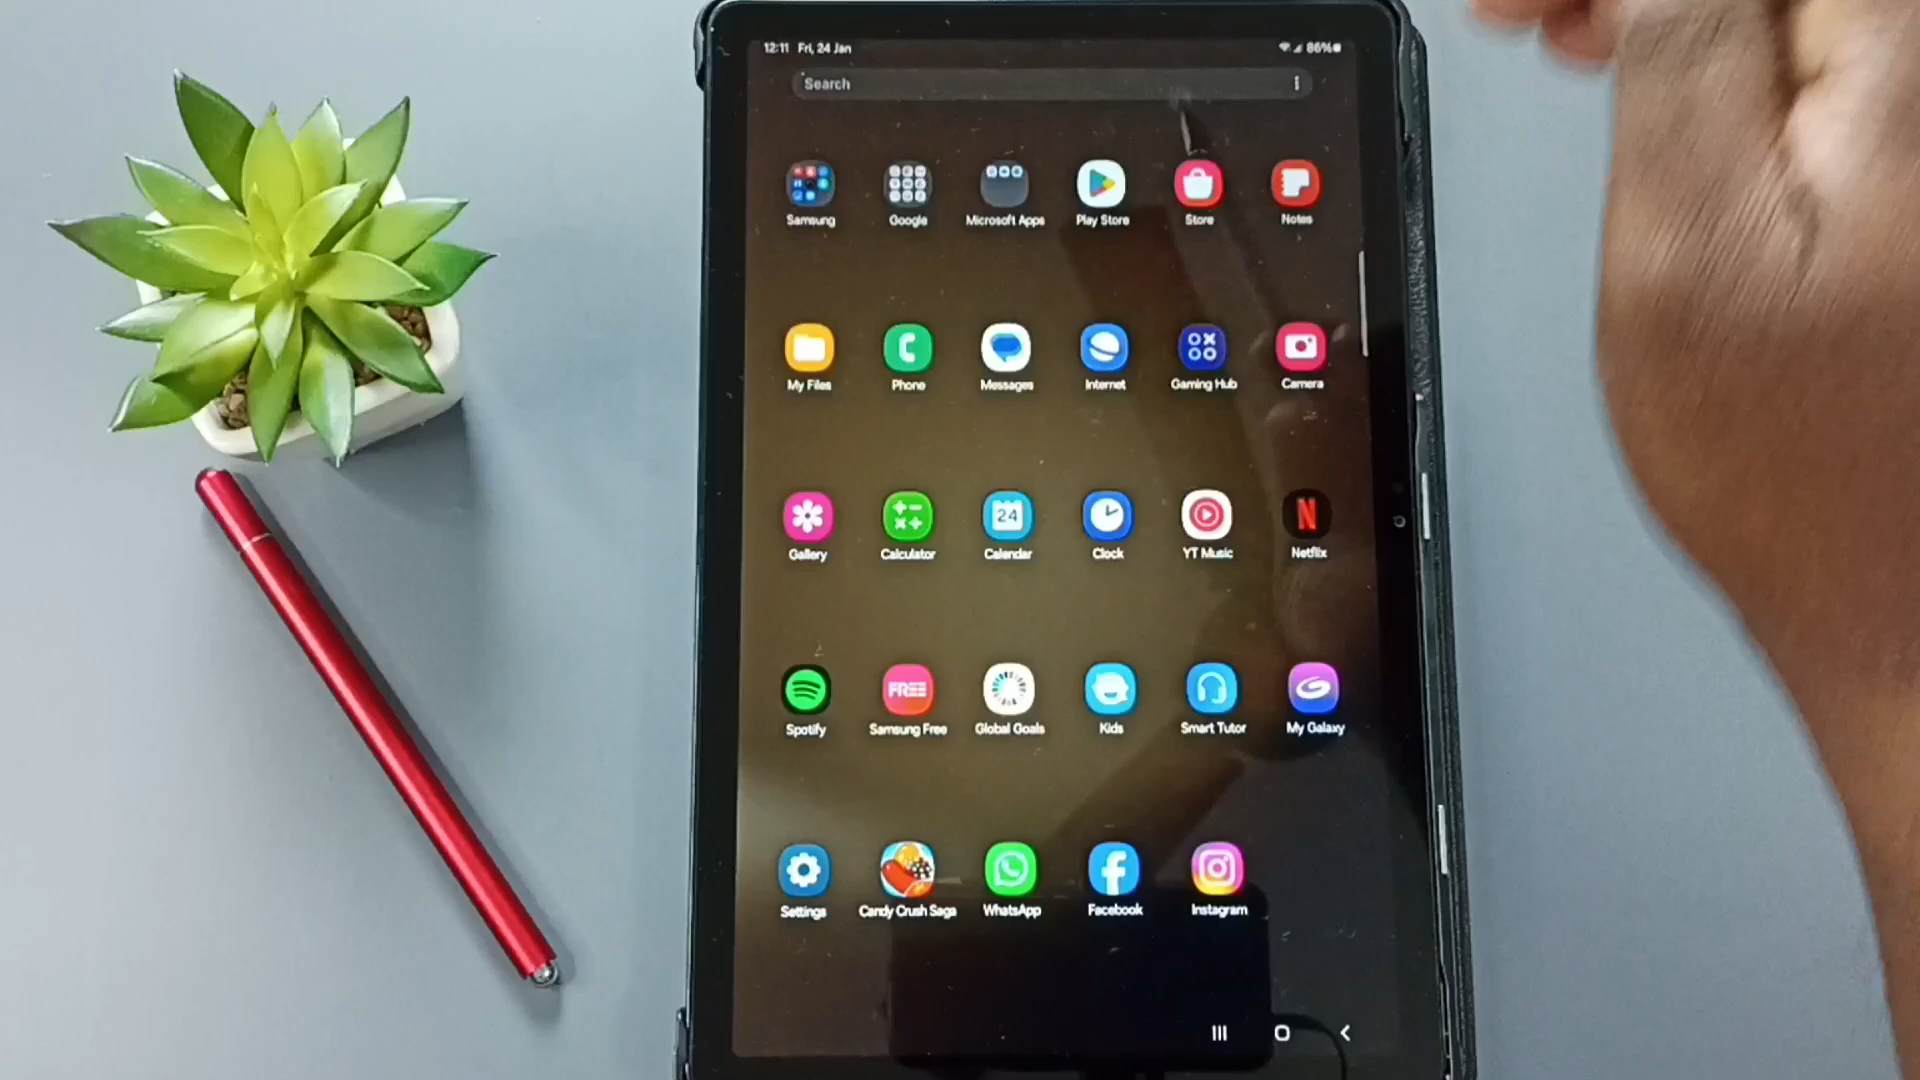 12:11 Fri, 24 Jan 86%
Search
Samsung Google Microsoft Apps Play Store Store Notes
My Files Phone Messages Internet Gaming Hub Camera
24
N
Gallery Calculator Calendar Clock YT Music Netflix
FREE
Spotify Samsung Free Global Goals Kids Smart Tutor My Galaxy
Settings Candy Crush Saga WhatsApp Facebook Instagram